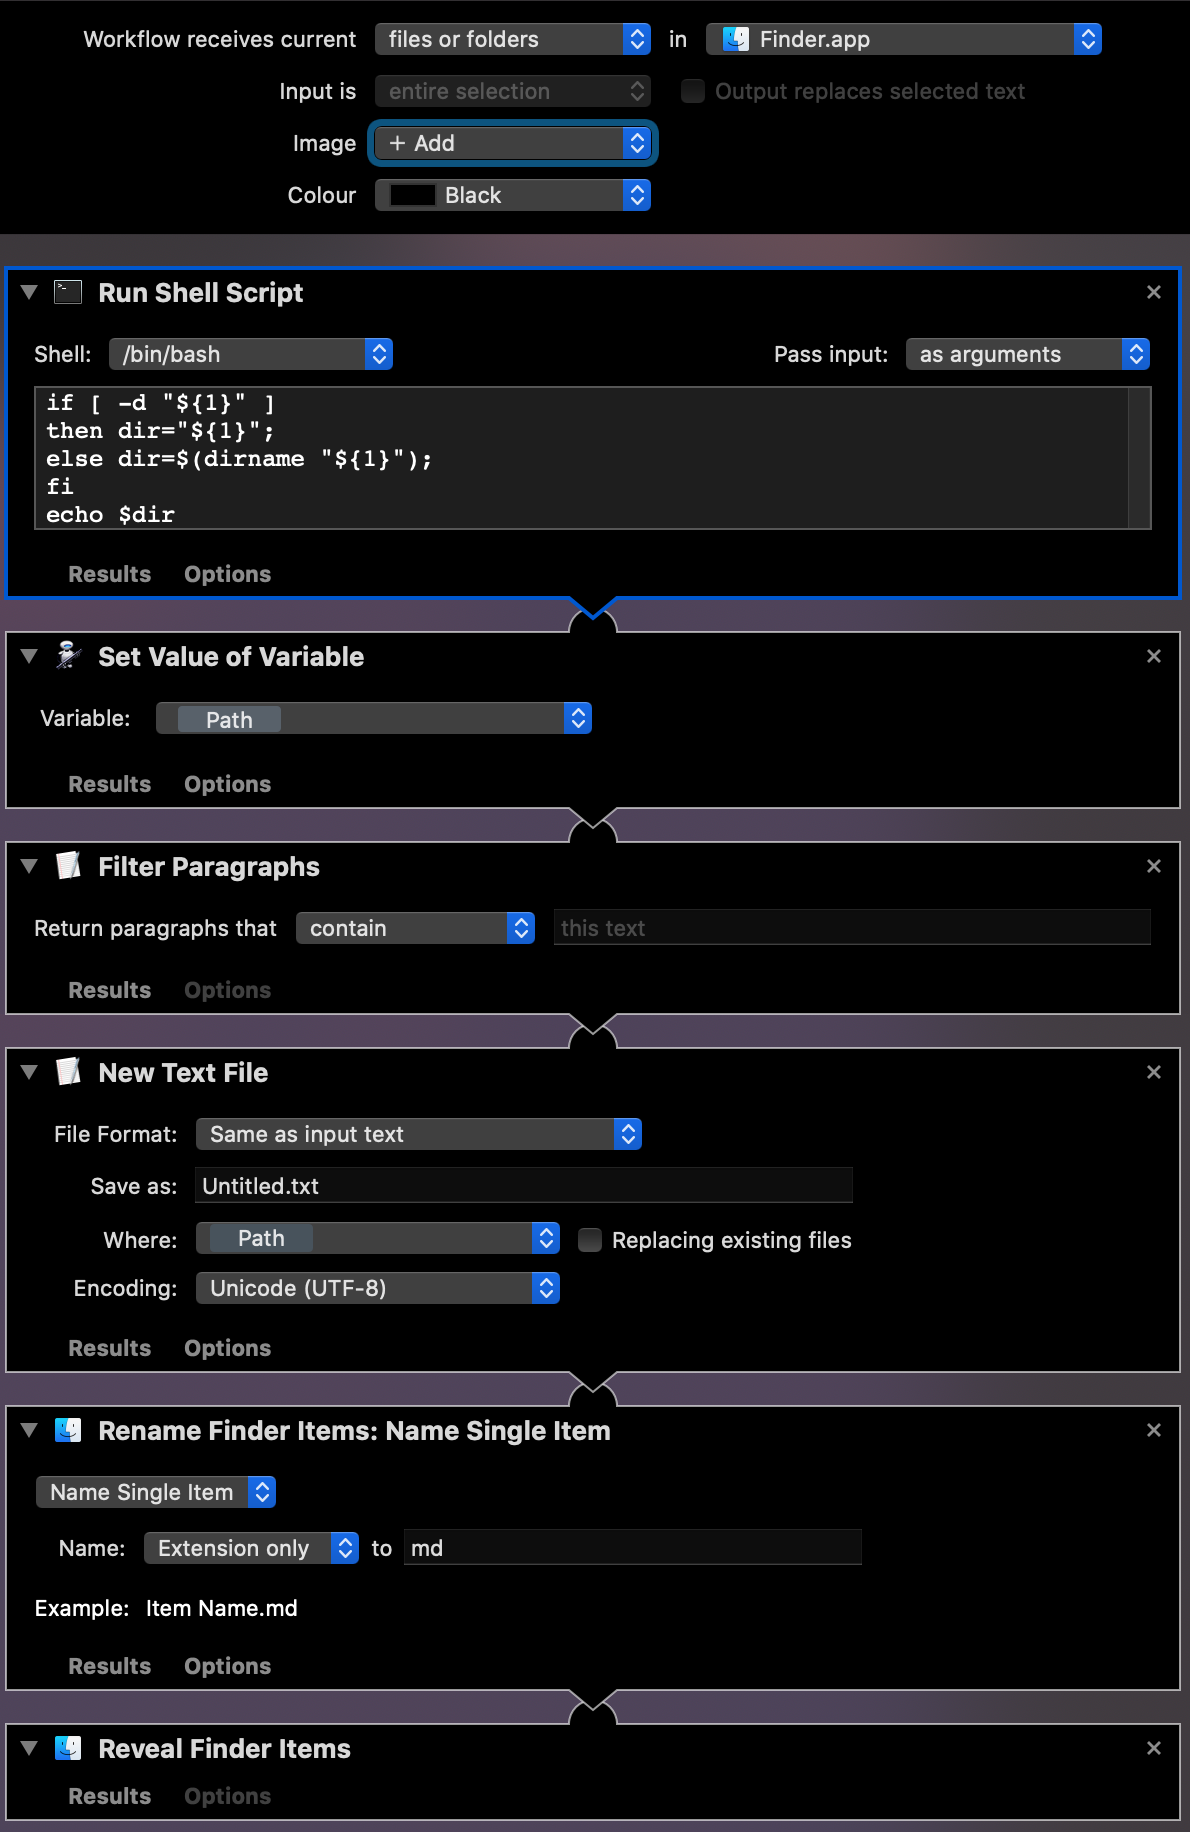 Workflow receives current files or folders in Finder.app
Input is entire selection Output replaces selected text
Image + Add
Colour Black
Run Shell Script
Shell: /bin/bash Pass input: as arguments
if [ -d "${1}" ]
then dir="${1}";
else dir=$(dirname "${1}");
fi
echo $dir
Results Options
Set Value of Variable
Variable: Path
Results Options
Filter Paragraphs
Return paragraphs that contain this text
Results Options
New Text File
File Format: Same as input text
Save as: Untitled.txt
Where: Path Replacing existing files
Encoding: Unicode (UTF-8)
Results Options
Rename Finder Items: Name Single Item
Name Single Item
Name: Extension only to md
Example: Item Name.md
Results Options
Reveal Finder Items
Results Options